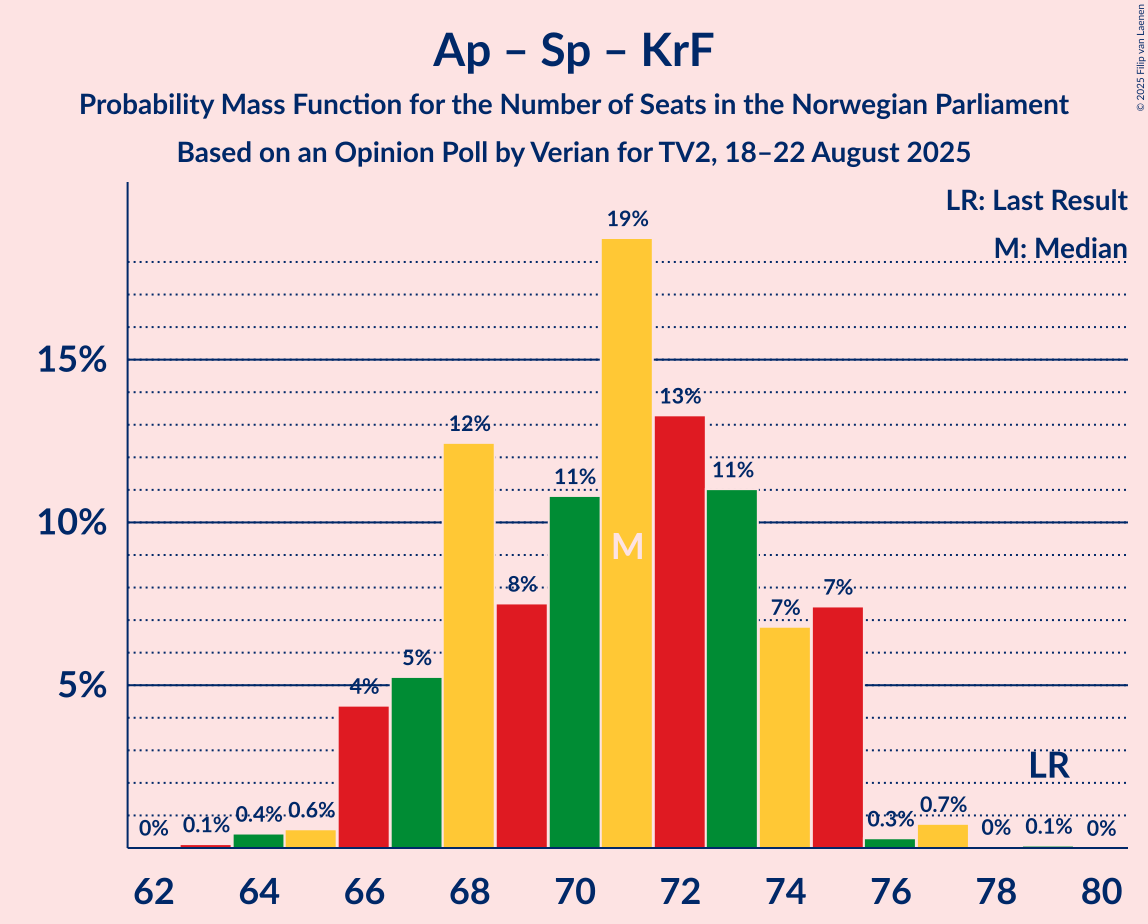 Ap – Sp – KrF
Probability Mass Function for the Number of Seats in the Norwegian Parliament
Based on an Opinion Poll by Verian for TV2, 18–22 August 2025
© 2025 Filip van Laenen
LR: Last Result
M: Median
15%
10%
5%
0%
0.1%
0.4%
0.6%
4%
5%
12%
8%
11%
19%
M
13%
11%
7%
7%
0.3%
0.7%
0%
0.1%
0%
LR
62 64 66 68 70 72 74 76 78 80